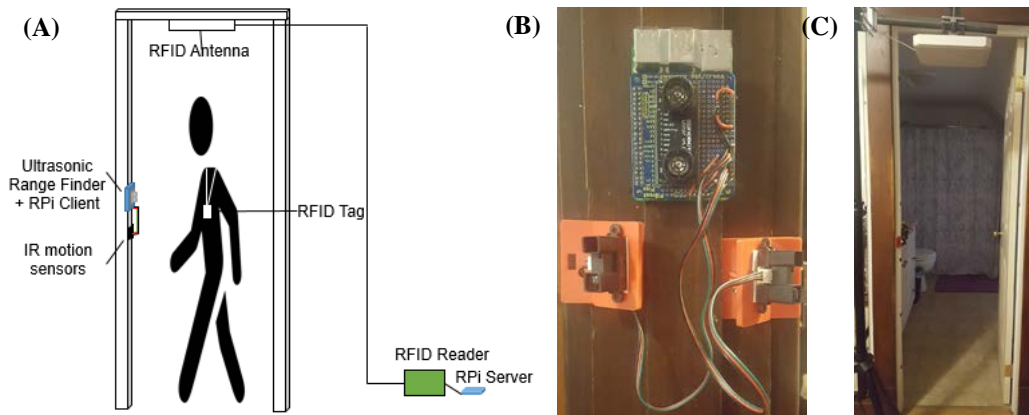 (A)
RFID Antenna
Ultrasonic
Range Finder
+ RPi Client
RFID Tag
IR motion
sensors
RFID Reader
RPi Server
(B)
(C)